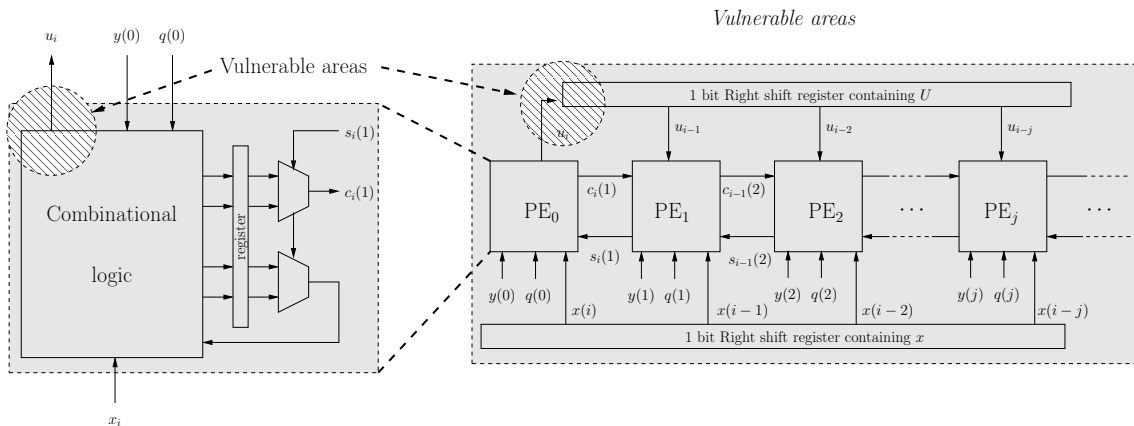 Vulnerable areas
u_i
y(0)
q(0)
Vulnerable areas
s_i(1)
c_i(1)
Combinational
logic
register
x_i
1 bit Right shift register containing U
u_i
u_{i−1}
u_{i−2}
u_{i−j}
PE_0
c_i(1)
s_i(1)
PE_1
c_{i−1}(2)
s_{i−1}(2)
PE_2
...
PE_j
...
y(0)
q(0)
x(i)
y(1)
q(1)
x(i−1)
y(2)
q(2)
x(i−2)
y(j)
q(j)
x(i−j)
1 bit Right shift register containing x